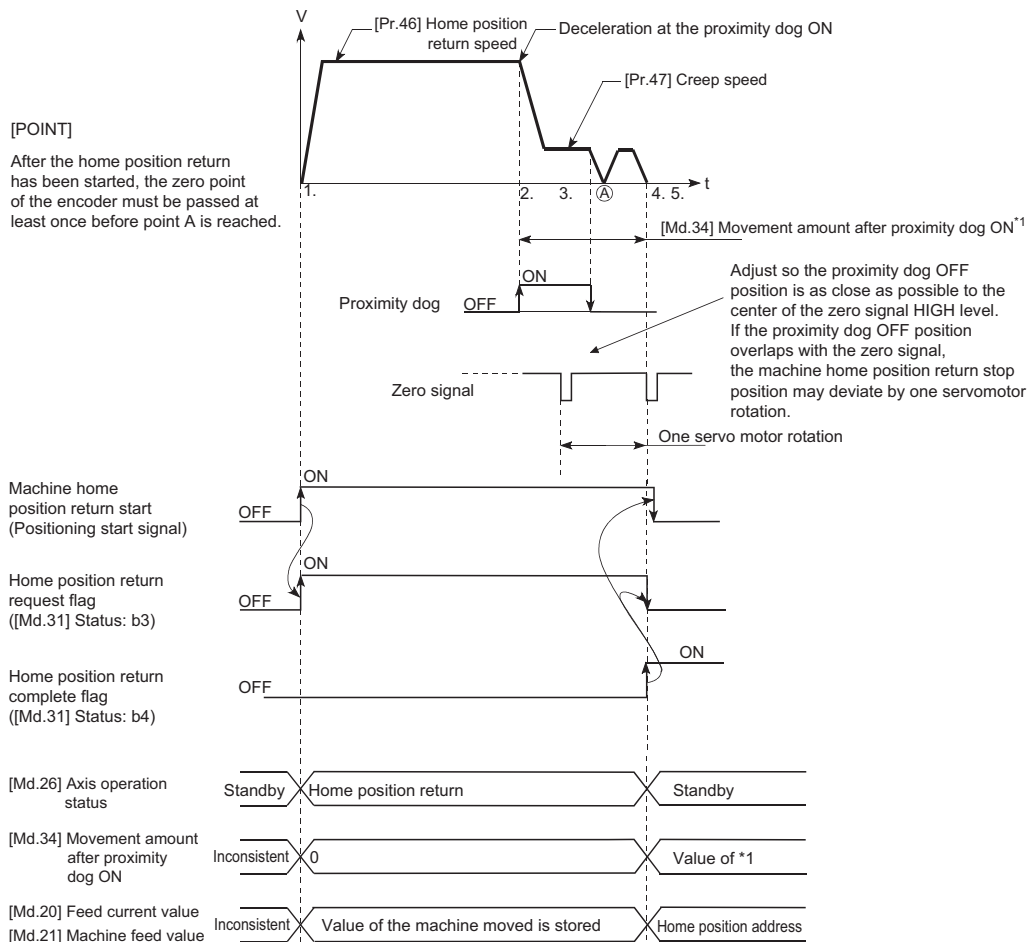 V
[Pr.46] Home position
return speed
Deceleration at the proximity dog ON
[Pr.47] Creep speed
[POINT]
After the home position return
has been started, the zero point
of the encoder must be passed at
least once before point A is reached.
1.
2.
3.
Ⓐ
4. 5.
t
[Md.34] Movement amount after proximity dog ON*1
Proximity dog
OFF
ON
Adjust so the proximity dog OFF
position is as close as possible to the
center of the zero signal HIGH level.
If the proximity dog OFF position
overlaps with the zero signal,
the machine home position return stop
position may deviate by one servomotor
rotation.
Zero signal
One servo motor rotation
Machine home
position return start
(Positioning start signal)
OFF
ON
Home position return
request flag
([Md.31] Status: b3)
OFF
ON
Home position return
complete flag
([Md.31] Status: b4)
OFF
ON
[Md.26] Axis operation
status
Standby
Home position return
Standby
[Md.34] Movement amount
after proximity
dog ON
Inconsistent
0
Value of *1
[Md.20] Feed current value
[Md.21] Machine feed value
Inconsistent
Value of the machine moved is stored
Home position address